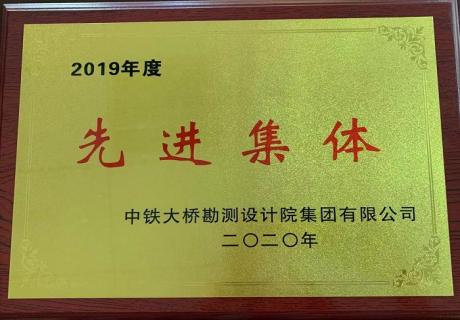 2019年度
先进集体
中铁大桥勘测设计院集团有限公司
二〇二〇年